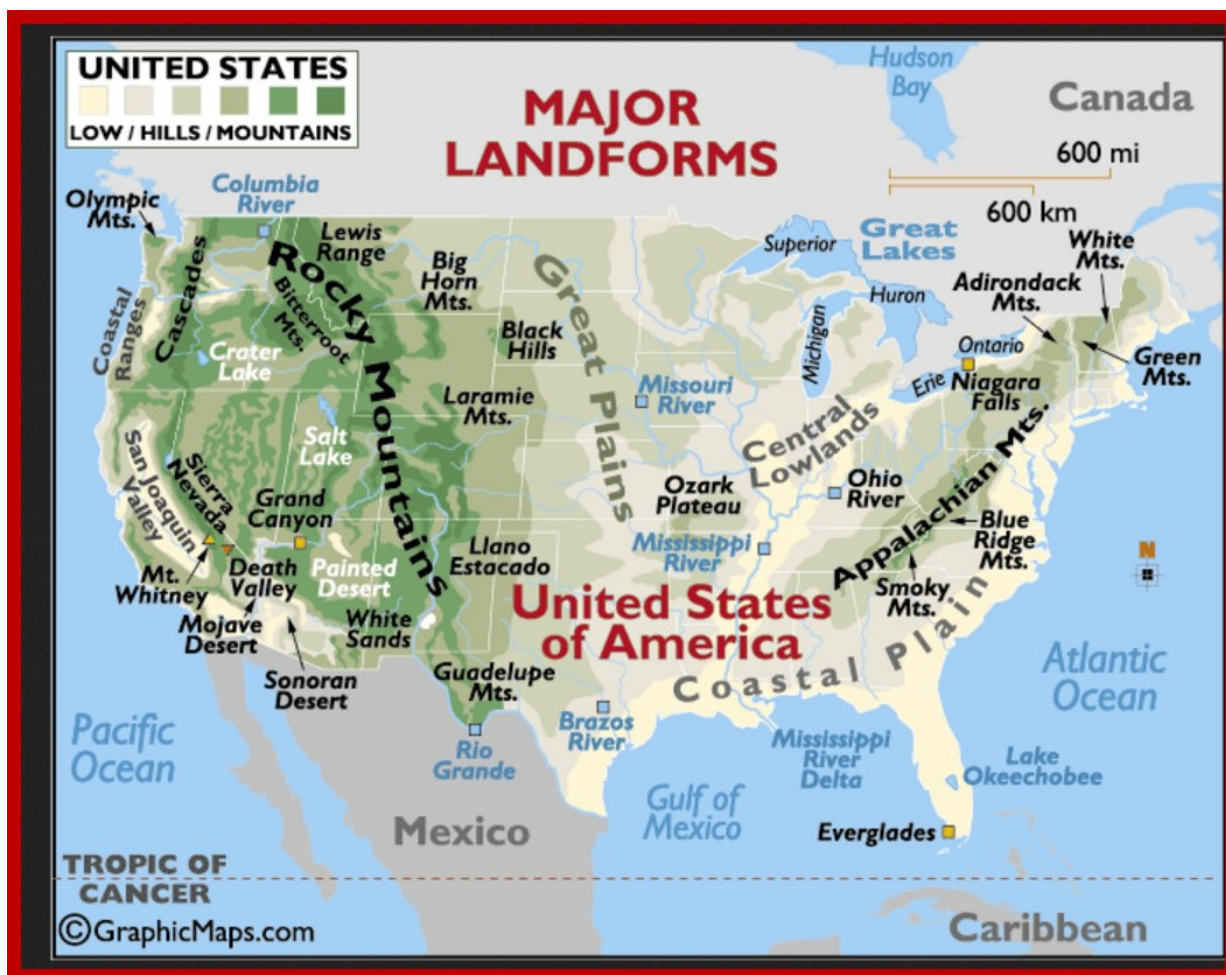 UNITED STATES
LOW / HILLS / MOUNTAINS
MAJOR
LANDFORMS
Hudson
Bay
Canada
600 mi
600 km
Olympic
Mts.
Columbia
River
Cascades
Coastal
Ranges
Rocky Mountains
Lewis
Range
Bitterroot
Mts.
Big
Horn
Mts.
Great Plains
Superior
Great
Lakes
White
Mts.
Adirondack
Mts.
Huron
Michigan
Ontario
Erie
Niagara
Falls
Green
Mts.
Crater
Lake
Black
Hills
Laramie
Mts.
Missouri
River
Central
Lowlands
Salt
Lake
San Joaquin
Valley
Sierra
Nevada
Grand
Canyon
Ozark
Plateau
Ohio
River
Appalachian Mts.
Blue
Ridge
Mts.
Mississippi
River
Llano
Estacado
Mt.
Whitney
Death
Valley
Painted
Desert
Smoky
Mts.
N
Mojave
Desert
White
Sands
United States
of America
Sonoran
Desert
Guadelupe
Mts.
Coastal Plain
Atlantic
Ocean
Pacific
Ocean
Rio
Grande
Brazos
River
Mississippi
River
Delta
Lake
Okeechobee
Gulf of
Mexico
Mexico
Everglades
TROPIC OF
CANCER
©GraphicMaps.com
Caribbean